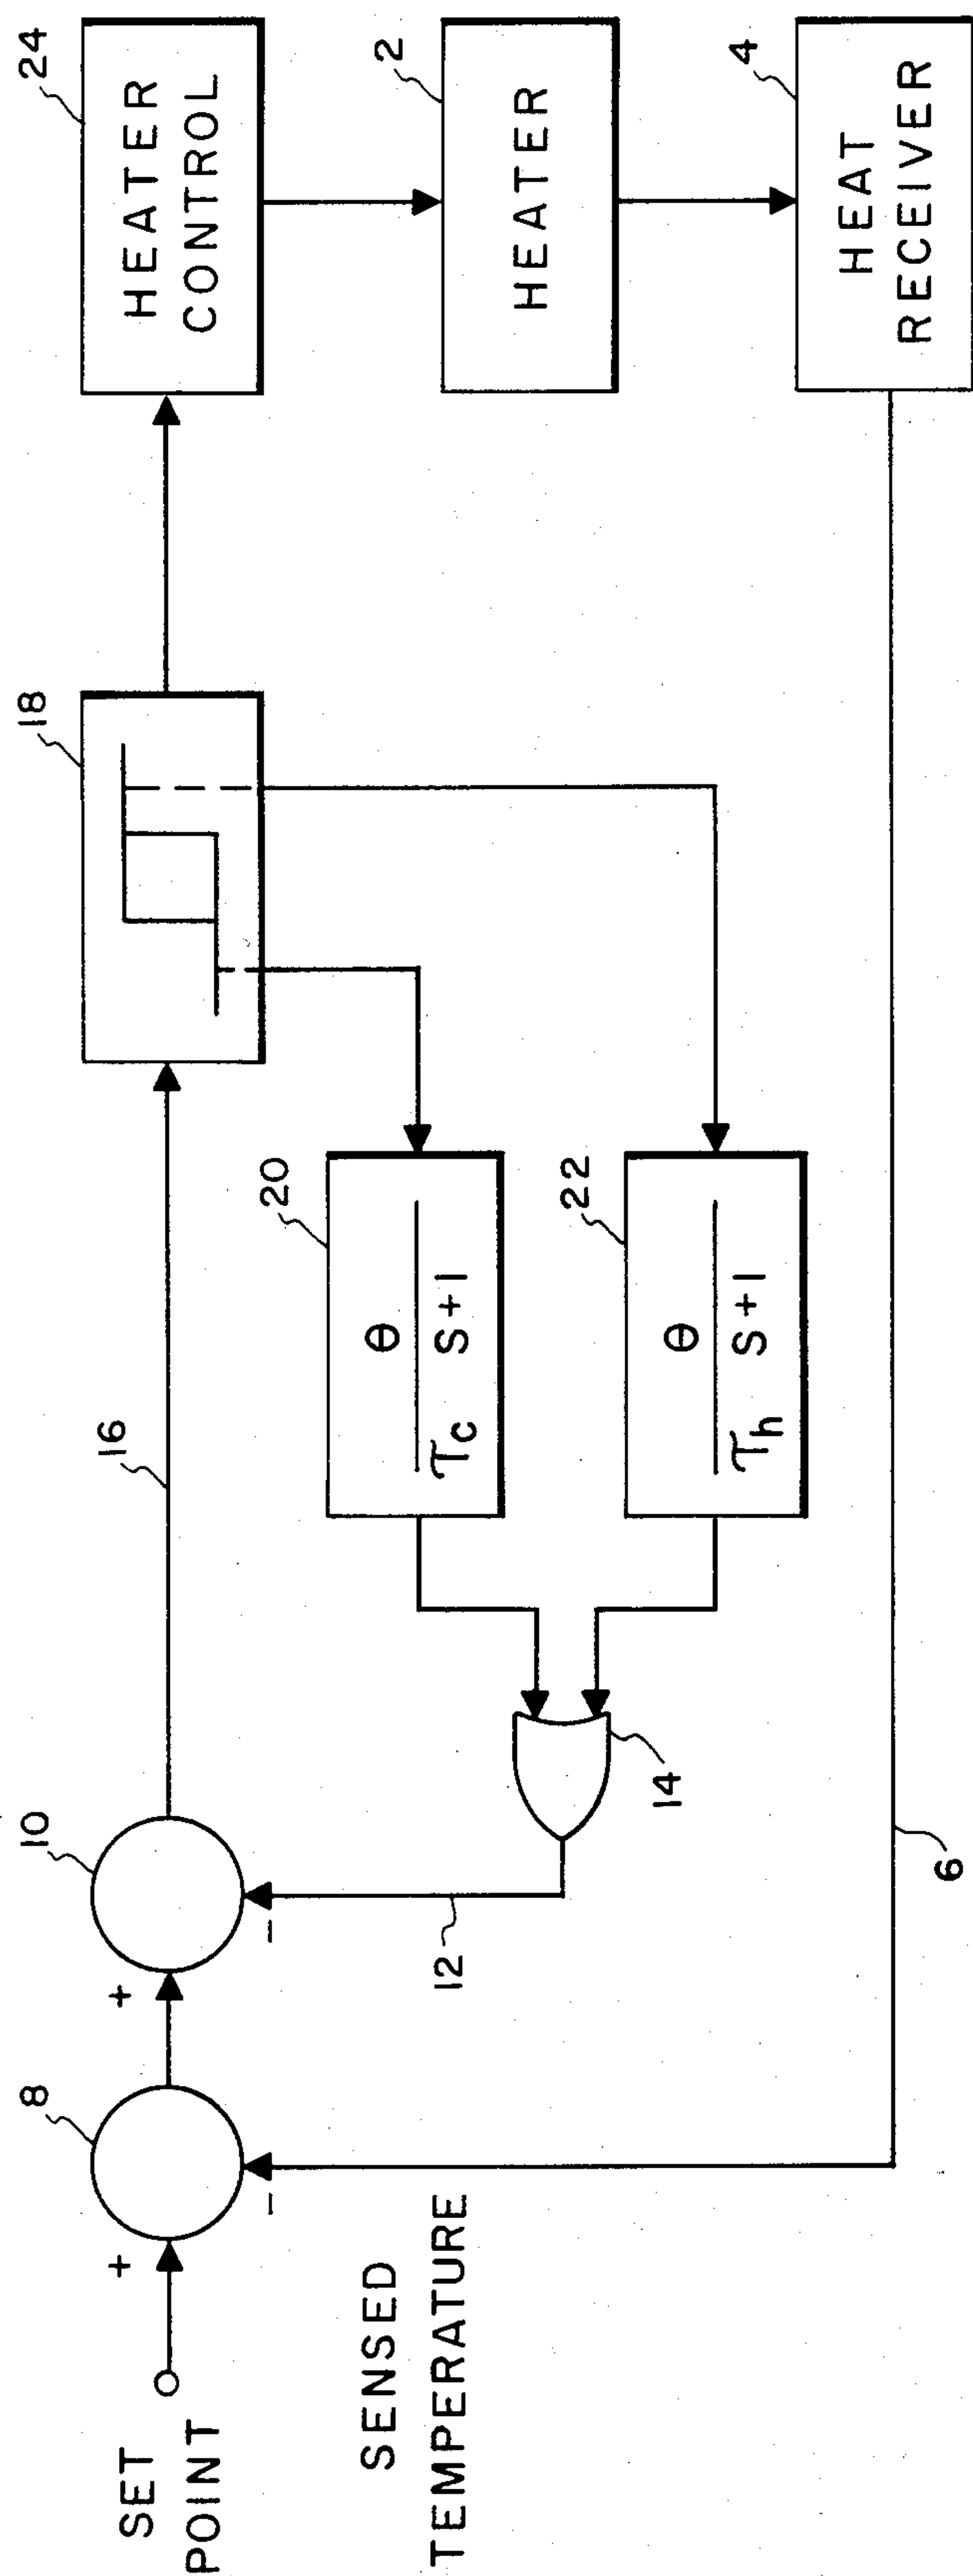 SET
POINT
+
8
-
SENSED
TEMPERATURE
+
10
-
12
14
16
20
θ
τc S+1
22
θ
τh S+1
18
24
HEATER
CONTROL
2
HEATER
4
HEAT
RECEIVER
6